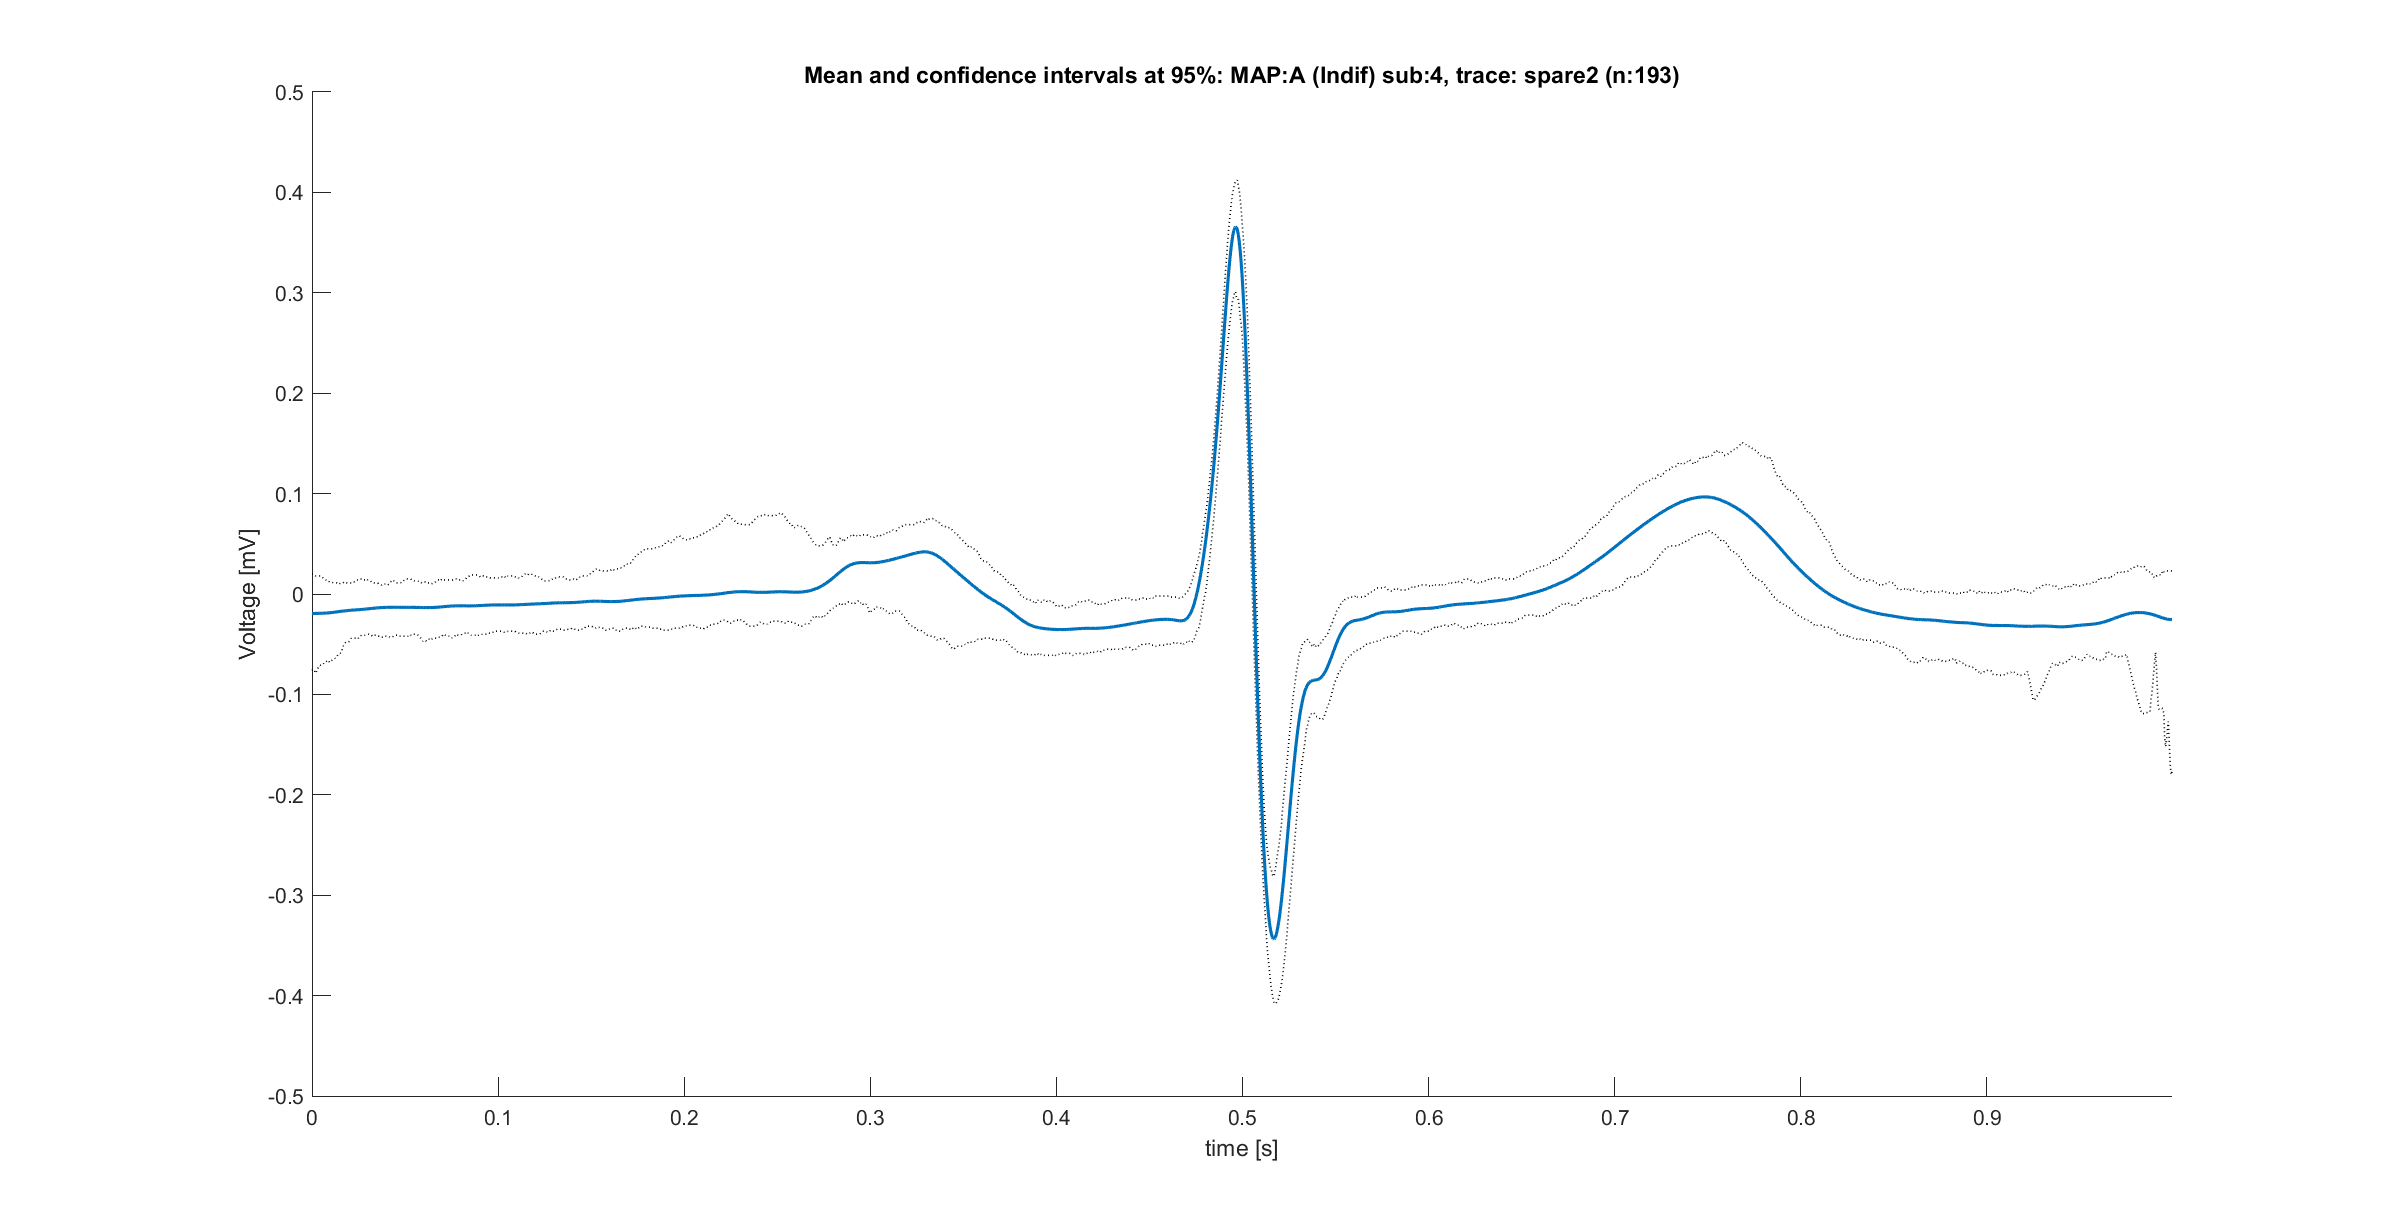 Mean and confidence intervals at 95%: MAP:A (Indif) sub:4, trace: spare2 (n:193)
0.5
0.4
0.3
0.2
0.1
0
-0.1
-0.2
-0.3
-0.4
-0.5
Voltage [mV]
0 0.1 0.2 0.3 0.4 0.5 0.6 0.7 0.8 0.9
time [s]